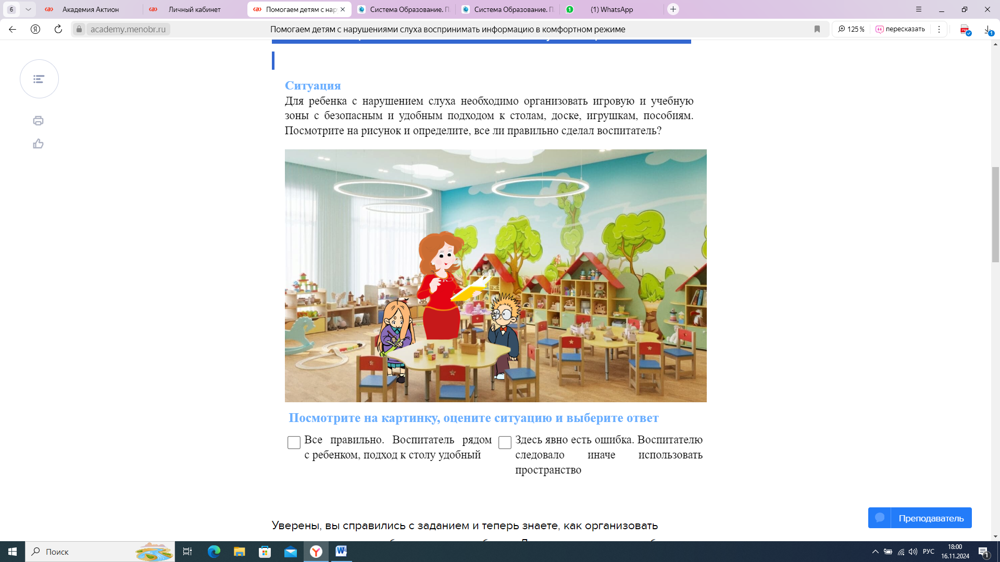 6
Академия Актион
Личный кабинет
Помогаем детям с нар
Система Образование. П
Система Образование. П
1
(1) WhatsApp
academy.menobr.ru
Помогаем детям с нарушениями слуха воспринимать информацию в комфортном режиме
125 %
пересказать
1
Ситуация
Для ребенка с нарушением слуха необходимо организовать игровую и учебную
зоны с безопасным и удобным подходом к столам, доске, игрушкам, пособиям.
Посмотрите на рисунок и определите, все ли правильно сделал воспитатель?
Посмотрите на картинку, оцените ситуацию и выберите ответ
Все правильно. Воспитатель рядом
с ребенком, подход к столу удобный
Здесь явно есть ошибка. Воспитателю
следовало иначе использовать
пространство
Преподаватель
Уверены, вы справились с заданием и теперь знаете, как организовать
Поиск
РУС
18:00
16.11.2024
1